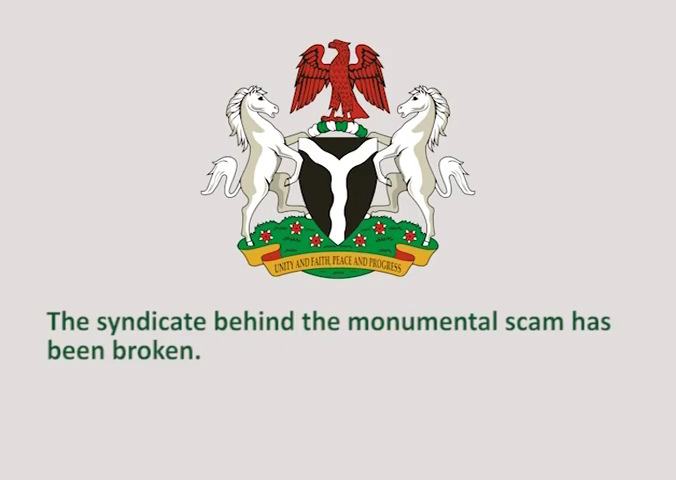 UNITY AND FAITH, PEACE AND PROGRESS
The syndicate behind the monumental scam has
been broken.